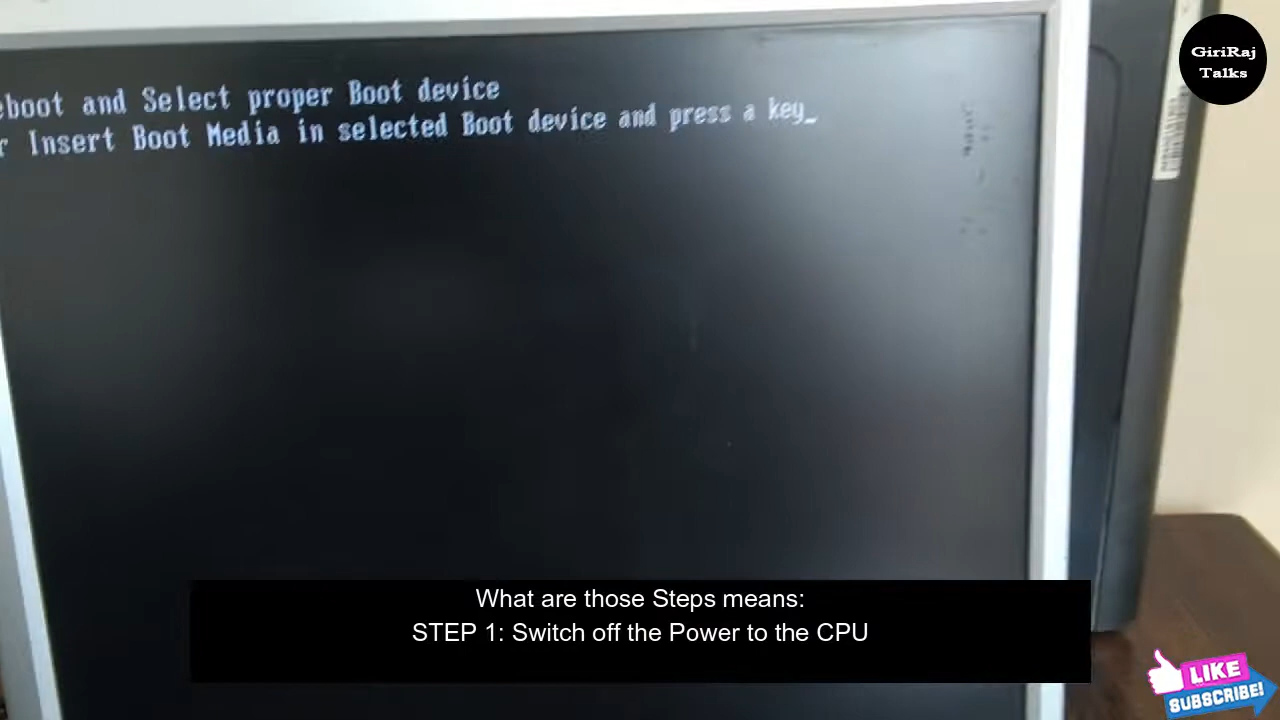 eboot and Select proper Boot device
r Insert Boot Media in selected Boot device and press a key_
GiriRaj
Talks
What are those Steps means:
STEP 1: Switch off the Power to the CPU
LIKE
SUBSCRIBE!